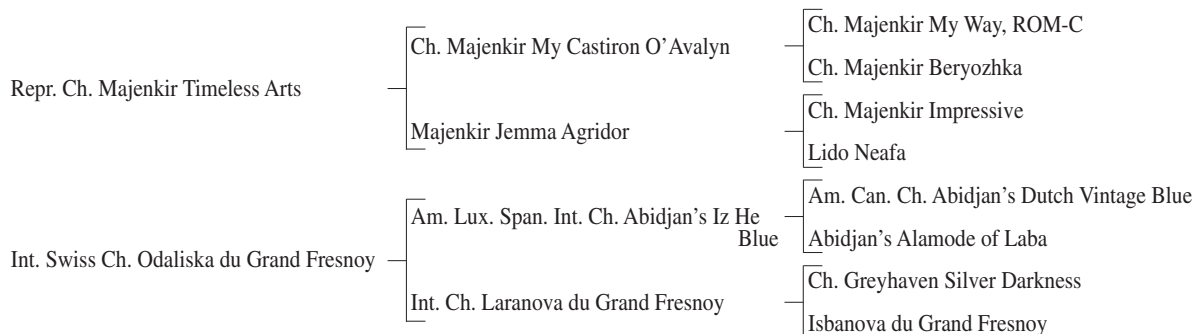 Ch. Majenkir My Way, ROM-C
Ch. Majenkir My Castiron O’Avalyn
Ch. Majenkir Beryozhka
Repr. Ch. Majenkir Timeless Arts
Ch. Majenkir Impressive
Majenkir Jemma Agridor
Lido Neafa
Am. Can. Ch. Abidjan’s Dutch Vintage Blue
Am. Lux. Span. Int. Ch. Abidjan’s Iz He
Blue
Abidjan’s Alamode of Laba
Int. Swiss Ch. Odaliska du Grand Fresnoy
Ch. Greyhaven Silver Darkness
Int. Ch. Laranova du Grand Fresnoy
Isbanova du Grand Fresnoy